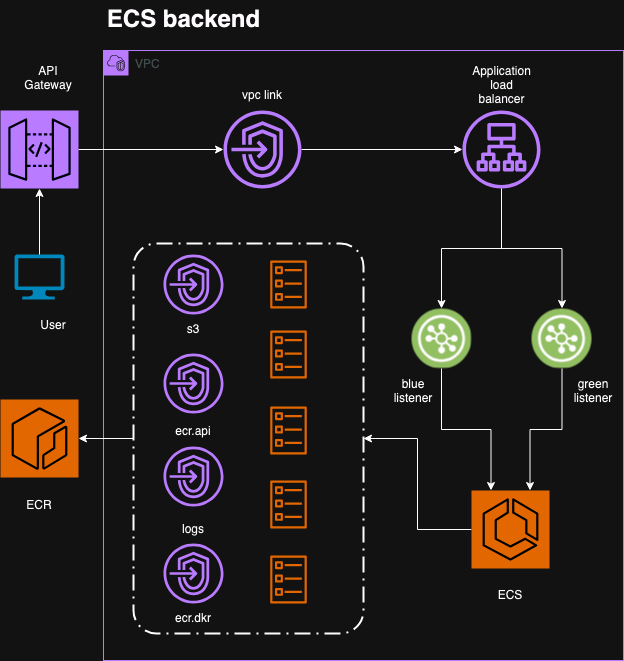 ECS backend
API
Gateway
VPC
vpc link
Application
load
balancer
</>
User
s3
ecr.api
logs
ecr.dkr
blue
listener
green
listener
ECR
ECS